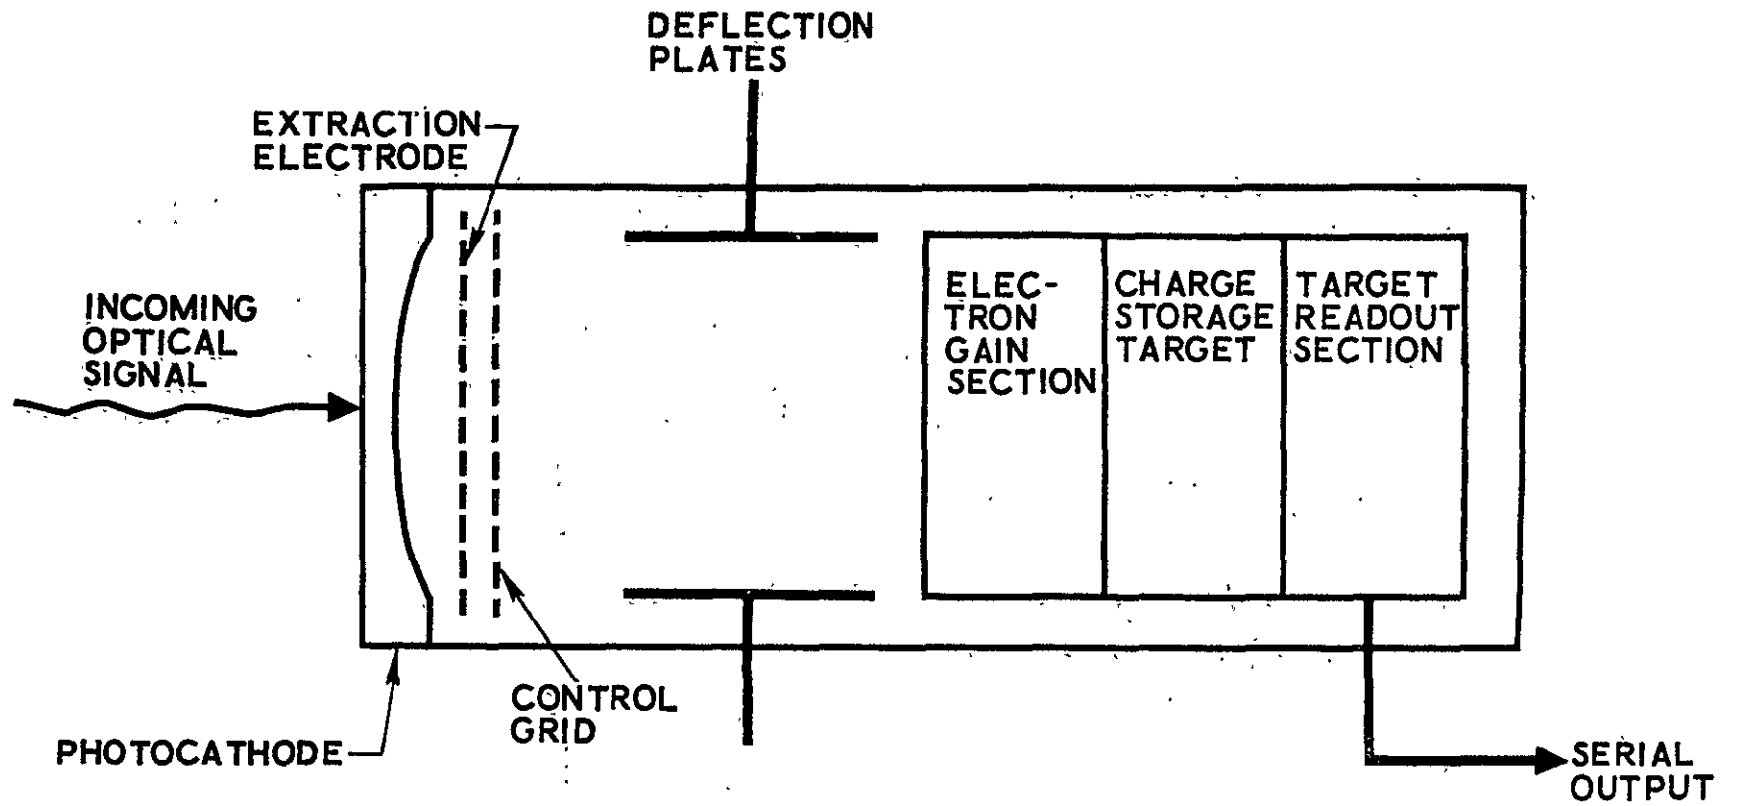 DEFLECTION
PLATES
EXTRACTION
ELECTRODE
INCOMING
OPTICAL
SIGNAL
ELEC-
TRON
GAIN
SECTION
CHARGE
STORAGE
TARGET
TARGET
READOUT
SECTION
CONTROL
GRID
PHOTOCATHODE
SERIAL
OUTPUT